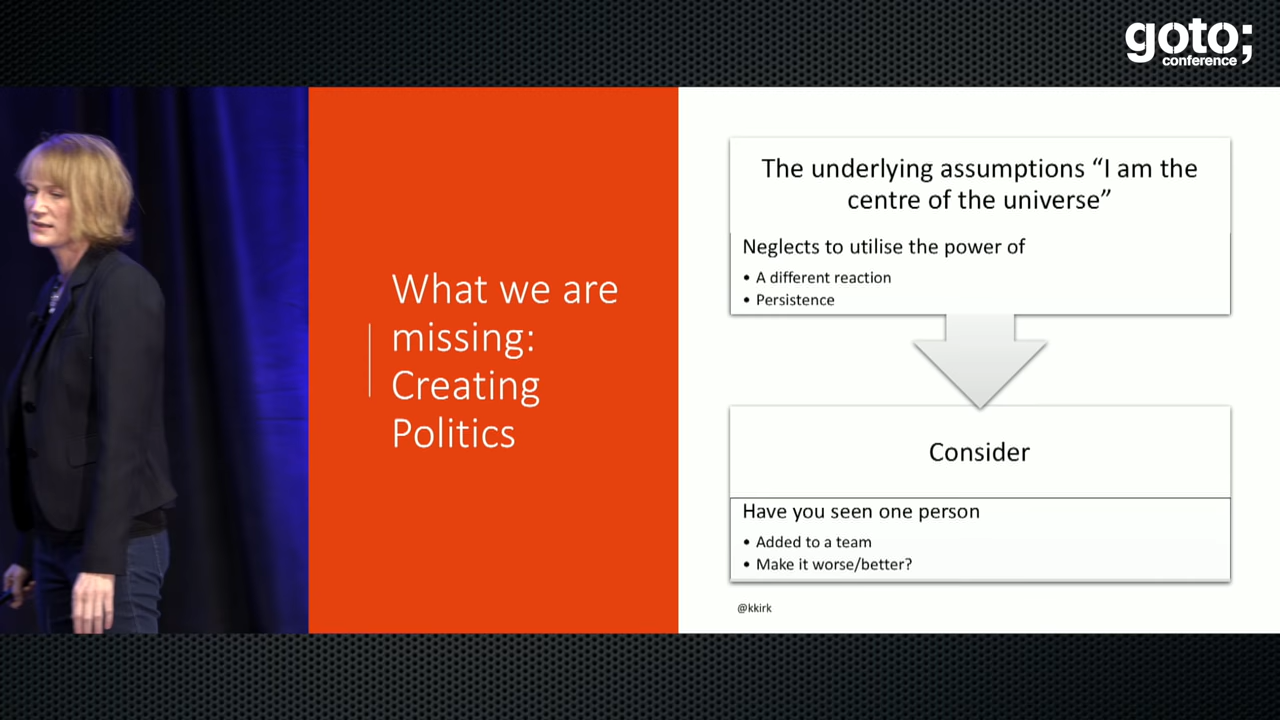 goto;
conference
What we are
missing:
Creating
Politics
The underlying assumptions “I am the
centre of the universe”
Neglects to utilise the power of
• A different reaction
• Persistence
Consider
Have you seen one person
• Added to a team
• Make it worse/better?
@kkirk